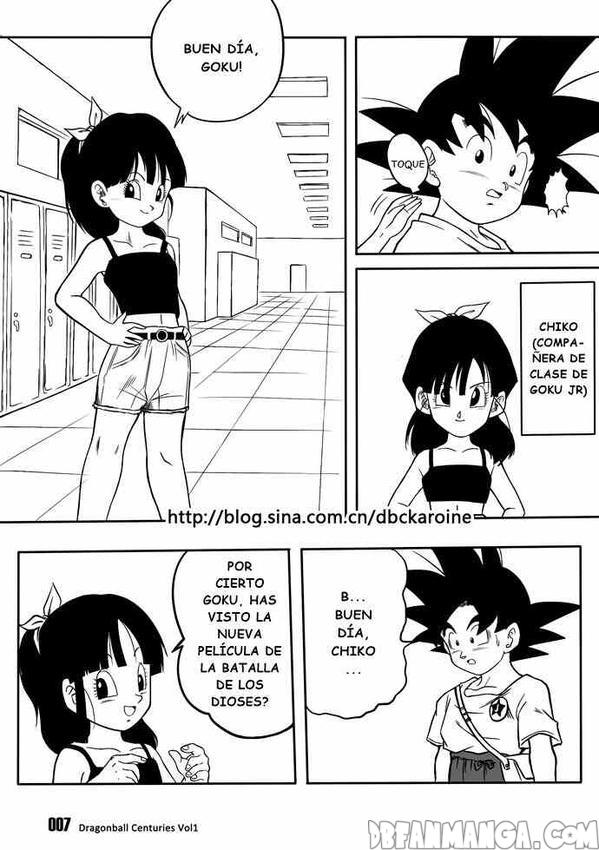 BUEN DÍA,
GOKU!
TOQUE
CHIKO
(COMPA-
ÑERA DE
CLASE DE
GOKU JR)
http://blog.sina.com.cn/dbckaroine
B...
BUEN
DÍA,
CHIKO
...
POR
CIERTO
GOKU, HAS
VISTO LA
NUEVA
PELÍCULA DE
LA BATALLA
DE LOS
DIOSES?
007 Dragonball Centuries Vol1
DBFANMANGA.COM